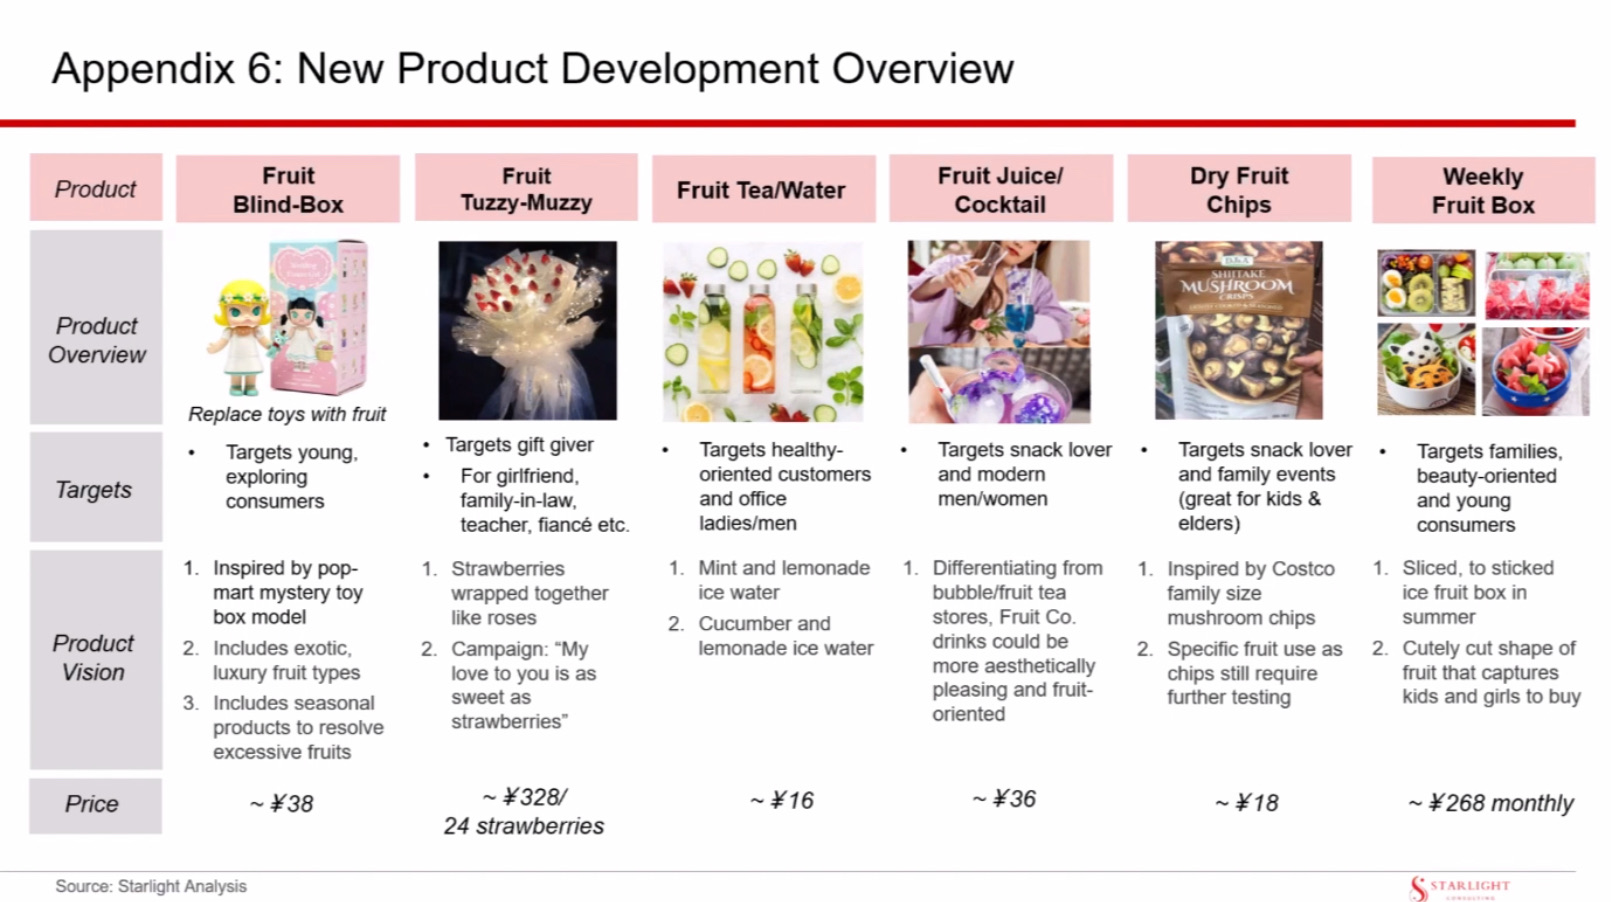 Appendix 6: New Product Development Overview
Product
Fruit
Blind-Box
Fruit
Tuzzy-Muzzy
Fruit Tea/Water
Fruit Juice/
Cocktail
Dry Fruit
Chips
Weekly
Fruit Box
Product
Overview
Replace toys with fruit
SHIITAKE
MUSHROOM
CRISPS
Targets
• Targets young,
exploring
consumers
• Targets gift giver
• For girlfriend,
family-in-law,
teacher, fiancé etc.
• Targets healthy-
oriented customers
and office
ladies/men
• Targets snack lover
and modern
men/women
• Targets snack lover
and family events
(great for kids &
elders)
• Targets families,
beauty-oriented
and young
consumers
Product
Vision
1. Inspired by pop-
mart mystery toy
box model
2. Includes exotic,
luxury fruit types
3. Includes seasonal
products to resolve
excessive fruits
1. Strawberries
wrapped together
like roses
2. Campaign: “My
love to you is as
sweet as
strawberries”
1. Mint and lemonade
ice water
2. Cucumber and
lemonade ice water
1. Differentiating from
bubble/fruit tea
stores, Fruit Co.
drinks could be
more aesthetically
pleasing and fruit-
oriented
1. Inspired by Costco
family size
mushroom chips
2. Specific fruit use as
chips still require
further testing
1. Sliced, to sticked
ice fruit box in
summer
2. Cutely cut shape of
fruit that captures
kids and girls to buy
Price
~ ¥38
~ ¥328/
24 strawberries
~ ¥16
~ ¥36
~ ¥18
~ ¥268 monthly
Source: Starlight Analysis
STARLIGHT
CONSULTING